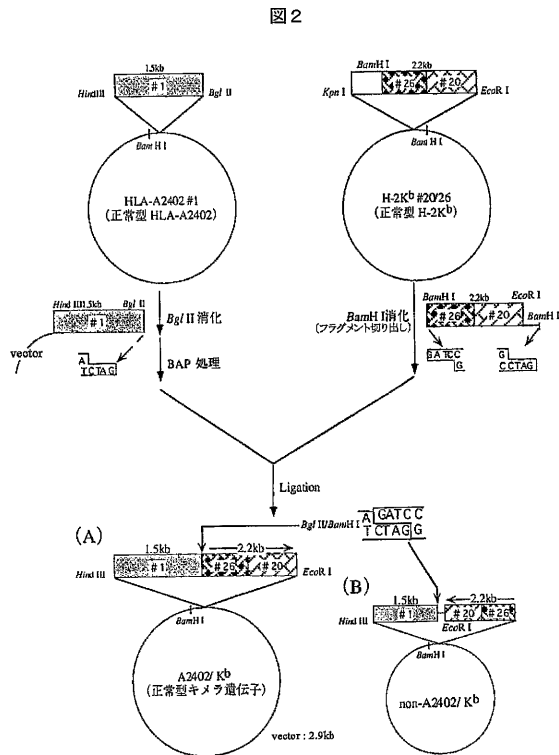 図2
1.5kb
#1
HindIII
Bgl II
BamH I
HLA-A2402 #1
(正常型 HLA-A2402)
BamH I
2.2kb
#26
#20
Kpn I
EcoR I
BamH I
H-2Kb #20/26
(正常型 H-2Kb)
Hind III
1.5kb
Bgl II
#1
vector
A
TCTAG
Bgl II 消化
BAP 処理
BamH I消化
(フラグメント切り出し)
BamH I
2.2kb
EcoR I
#26
#20
BamH I
GATCC
G
G
CCTAG
Ligation
Bgl II/BamH I
A GATCC
TCTAG G
(A)
1.5kb
2.2kb
#1
#26
#20
Hind III
EcoR I
BamH I
A2402/ Kb
(正常型キメラ遺伝子)
vector : 2.9kb
(B)
1.5kb
2.2kb
#1
#20
#26
Hind III
EcoR I
BamH I
non-A2402/ Kb